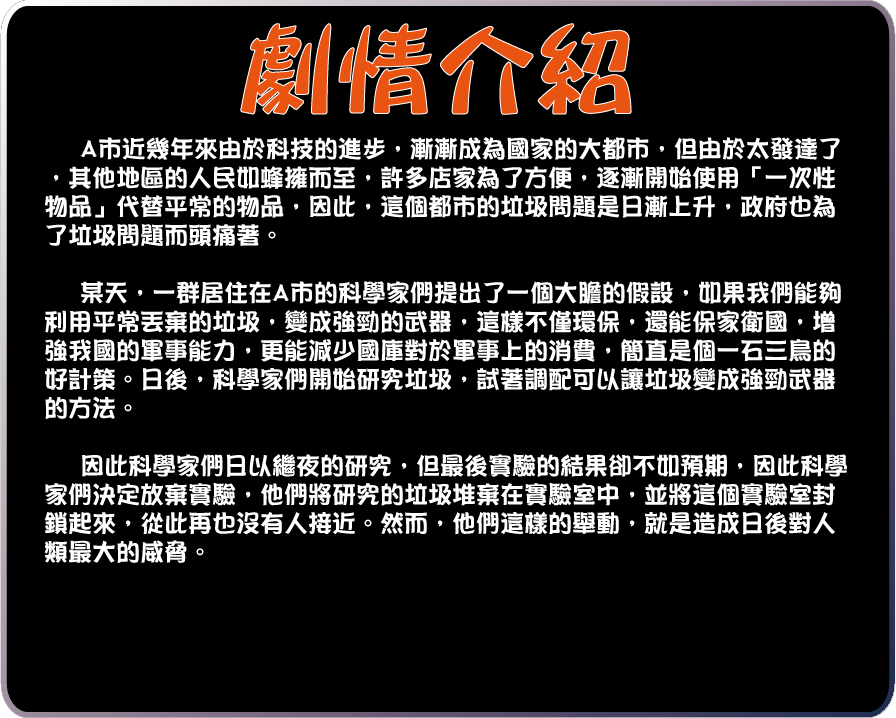 劇情介紹
A市近幾年來由於科技的進步，漸漸成為國家的大都市，但由於太發達了
，其他地區的人民如蜂擁而至，許多店家為了方便，逐漸開始使用「一次性
物品」代替平常的物品，因此，這個都市的垃圾問題是日漸上升，政府也為
了垃圾問題而頭痛著。
某天，一群居住在A市的科學家們提出了一個大膽的假設，如果我們能夠
利用平常丟棄的垃圾，變成強勁的武器，這樣不僅環保，還能保家衛國，增
強我國的軍事能力，更能減少國庫對於軍事上的消費，簡直是個一石三鳥的
好計策。日後，科學家們開始研究垃圾，試著調配可以讓垃圾變成強勁武器
的方法。
因此科學家們日以繼夜的研究，但最後實驗的結果卻不如預期，因此科學
家們決定放棄實驗，他們將研究的垃圾堆棄在實驗室中，並將這個實驗室封
鎖起來，從此再也沒有人接近。然而，他們這樣的舉動，就是造成日後對人
類最大的威脅。